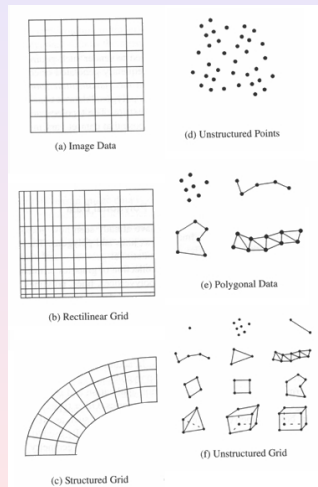 (a) Image Data
(b) Rectilinear Grid
(c) Structured Grid
(d) Unstructured Points
(e) Polygonal Data
(f) Unstructured Grid